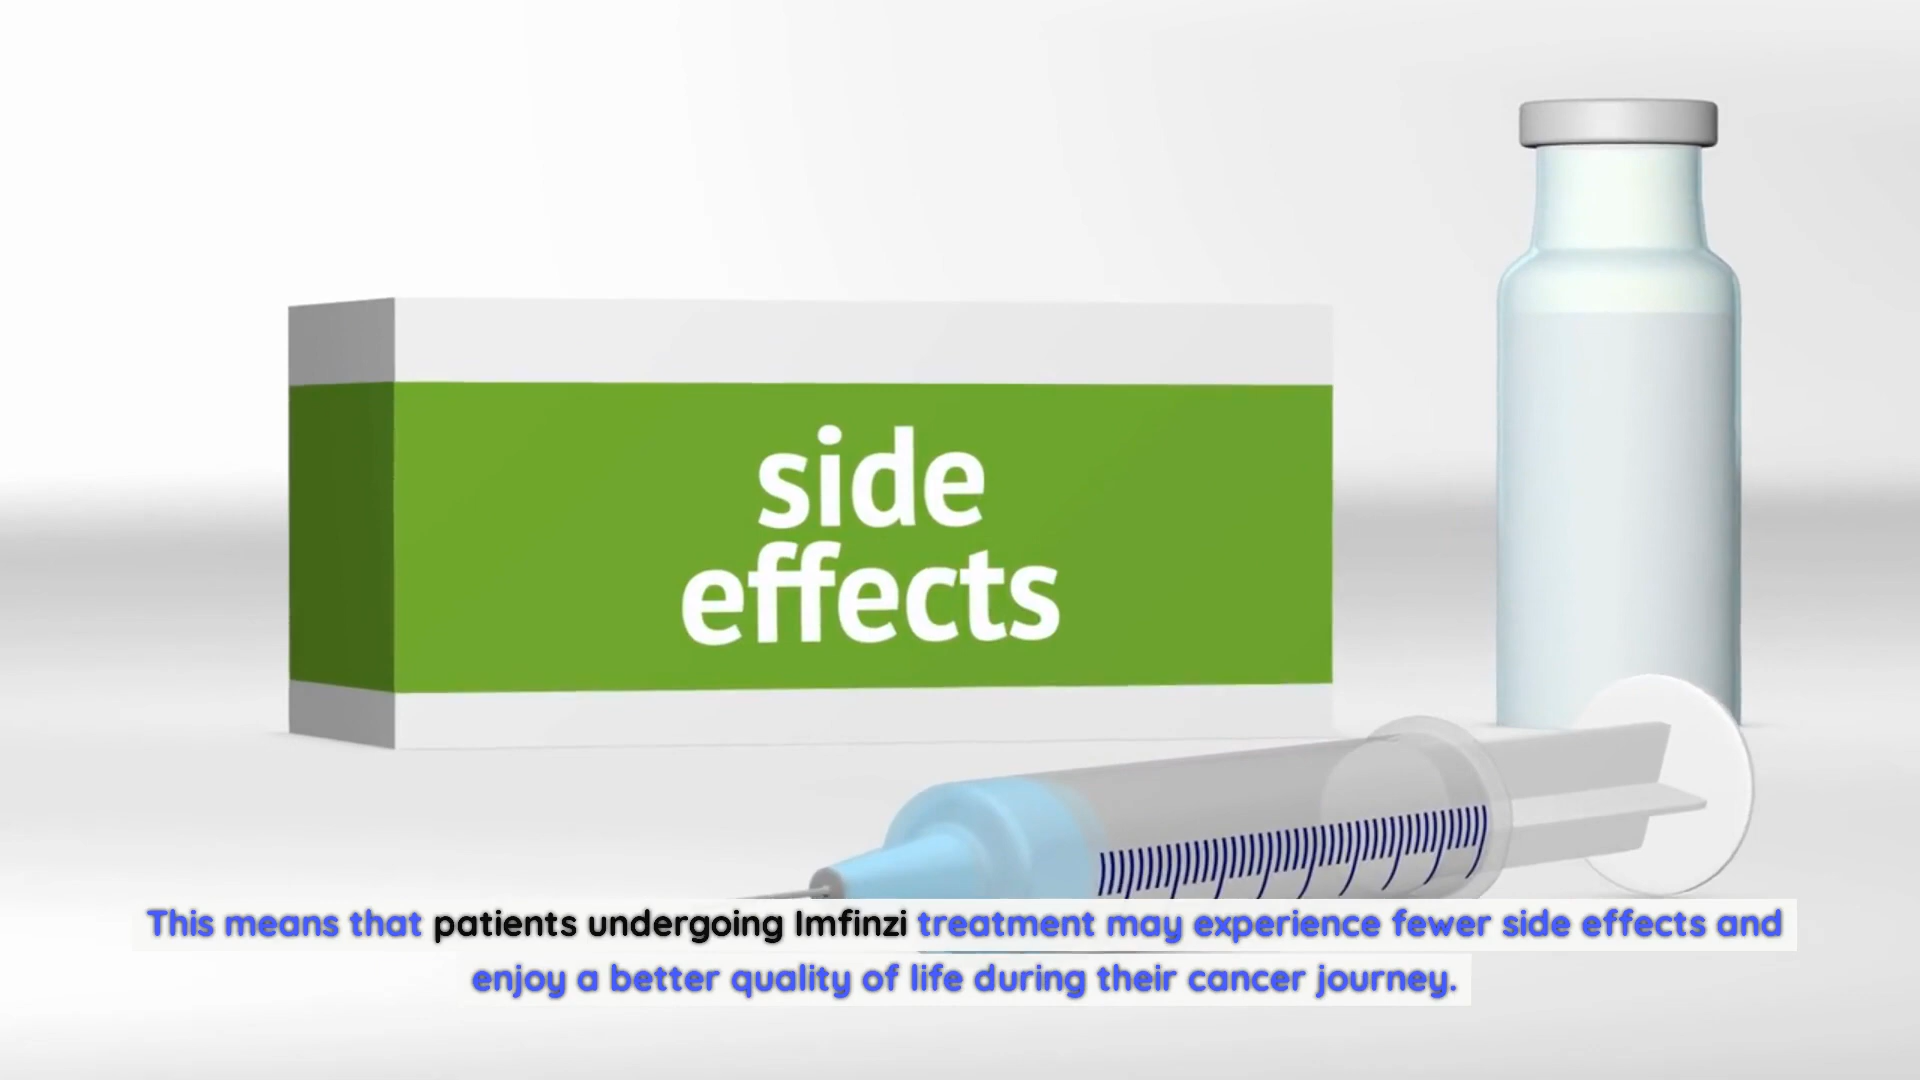 side
effects
This means that patients undergoing Imfinzi treatment may experience fewer side effects and
enjoy a better quality of life during their cancer journey.